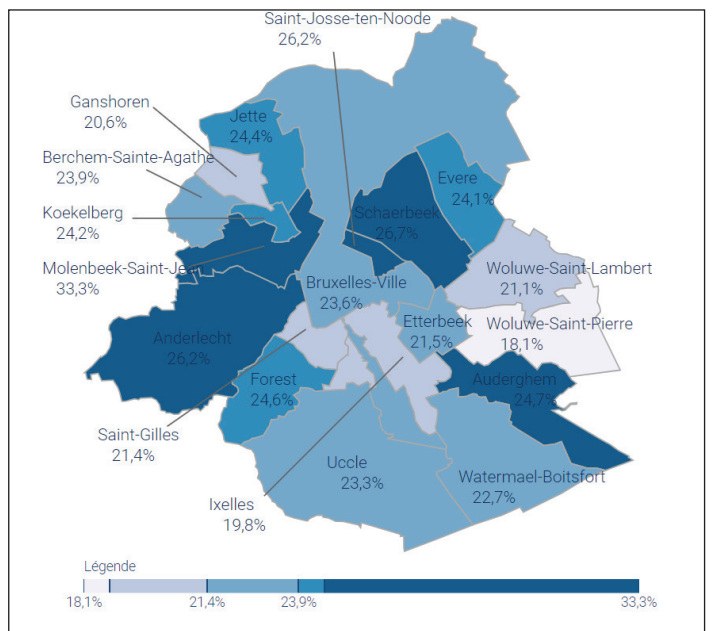 Saint-Josse-ten-Noode
26,2%
Ganshoren
20,6%
Jette
24,4%
Berchem-Sainte-Agathe
23,9%
Evere
24,1%
Koekelberg
24,2%
Schaerbeek
26,7%
Molenbeek-Saint-Jean
33,3%
Woluwe-Saint-Lambert
21,1%
Bruxelles-Ville
23,6%
Etterbeek
21,5%
Woluwe-Saint-Pierre
18,1%
Anderlecht
26,2%
Forest
24,6%
Auderghem
24,7%
Saint-Gilles
21,4%
Uccle
23,3%
Watermael-Boitsfort
22,7%
Ixelles
19,8%
Légende
18,1% 21,4% 23,9% 33,3%